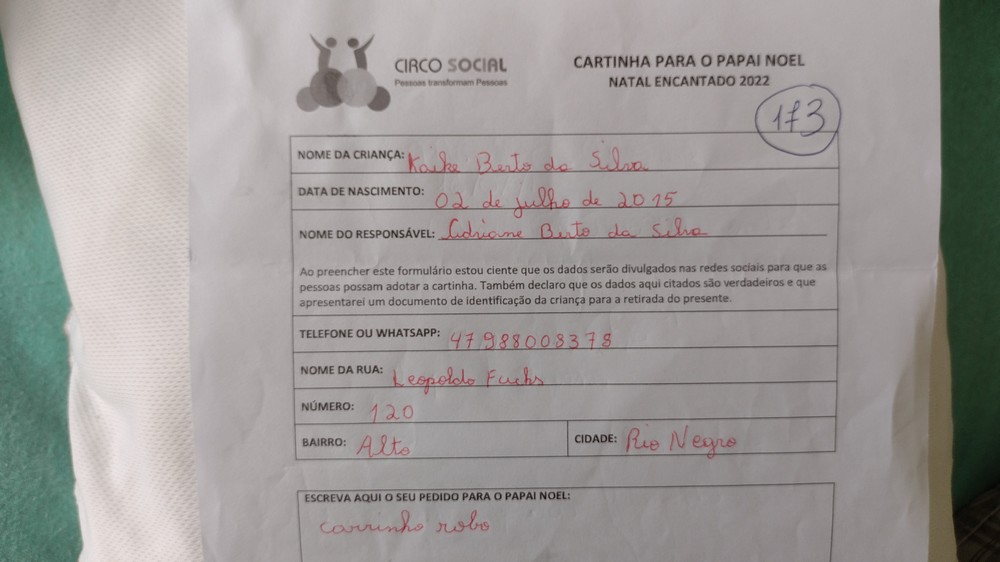 CIRCO SOCIAL
Pessoas transformam Pessoas
CARTINHA PARA O PAPAI NOEL
NATAL ENCANTADO 2022
173
NOME DA CRIANÇA: Kaike Berto da Silva
DATA DE NASCIMENTO: 02 de julho de 2015
NOME DO RESPONSÁVEL: Adriane Berto da Silva
Ao preencher este formulário estou ciente que os dados serão divulgados nas redes sociais para que as
pessoas possam adotar a cartinha. Também declaro que os dados aqui citados são verdadeiros e que
apresentarei um documento de identificação da criança para a retirada do presente.
TELEFONE OU WHATSAPP: 47 988008378
NOME DA RUA: Leopoldo Fuchs
NÚMERO: 120
BAIRRO: Alto
CIDADE: Rio Negro
ESCREVA AQUI O SEU PEDIDO PARA O PAPAI NOEL:
carrinho robo